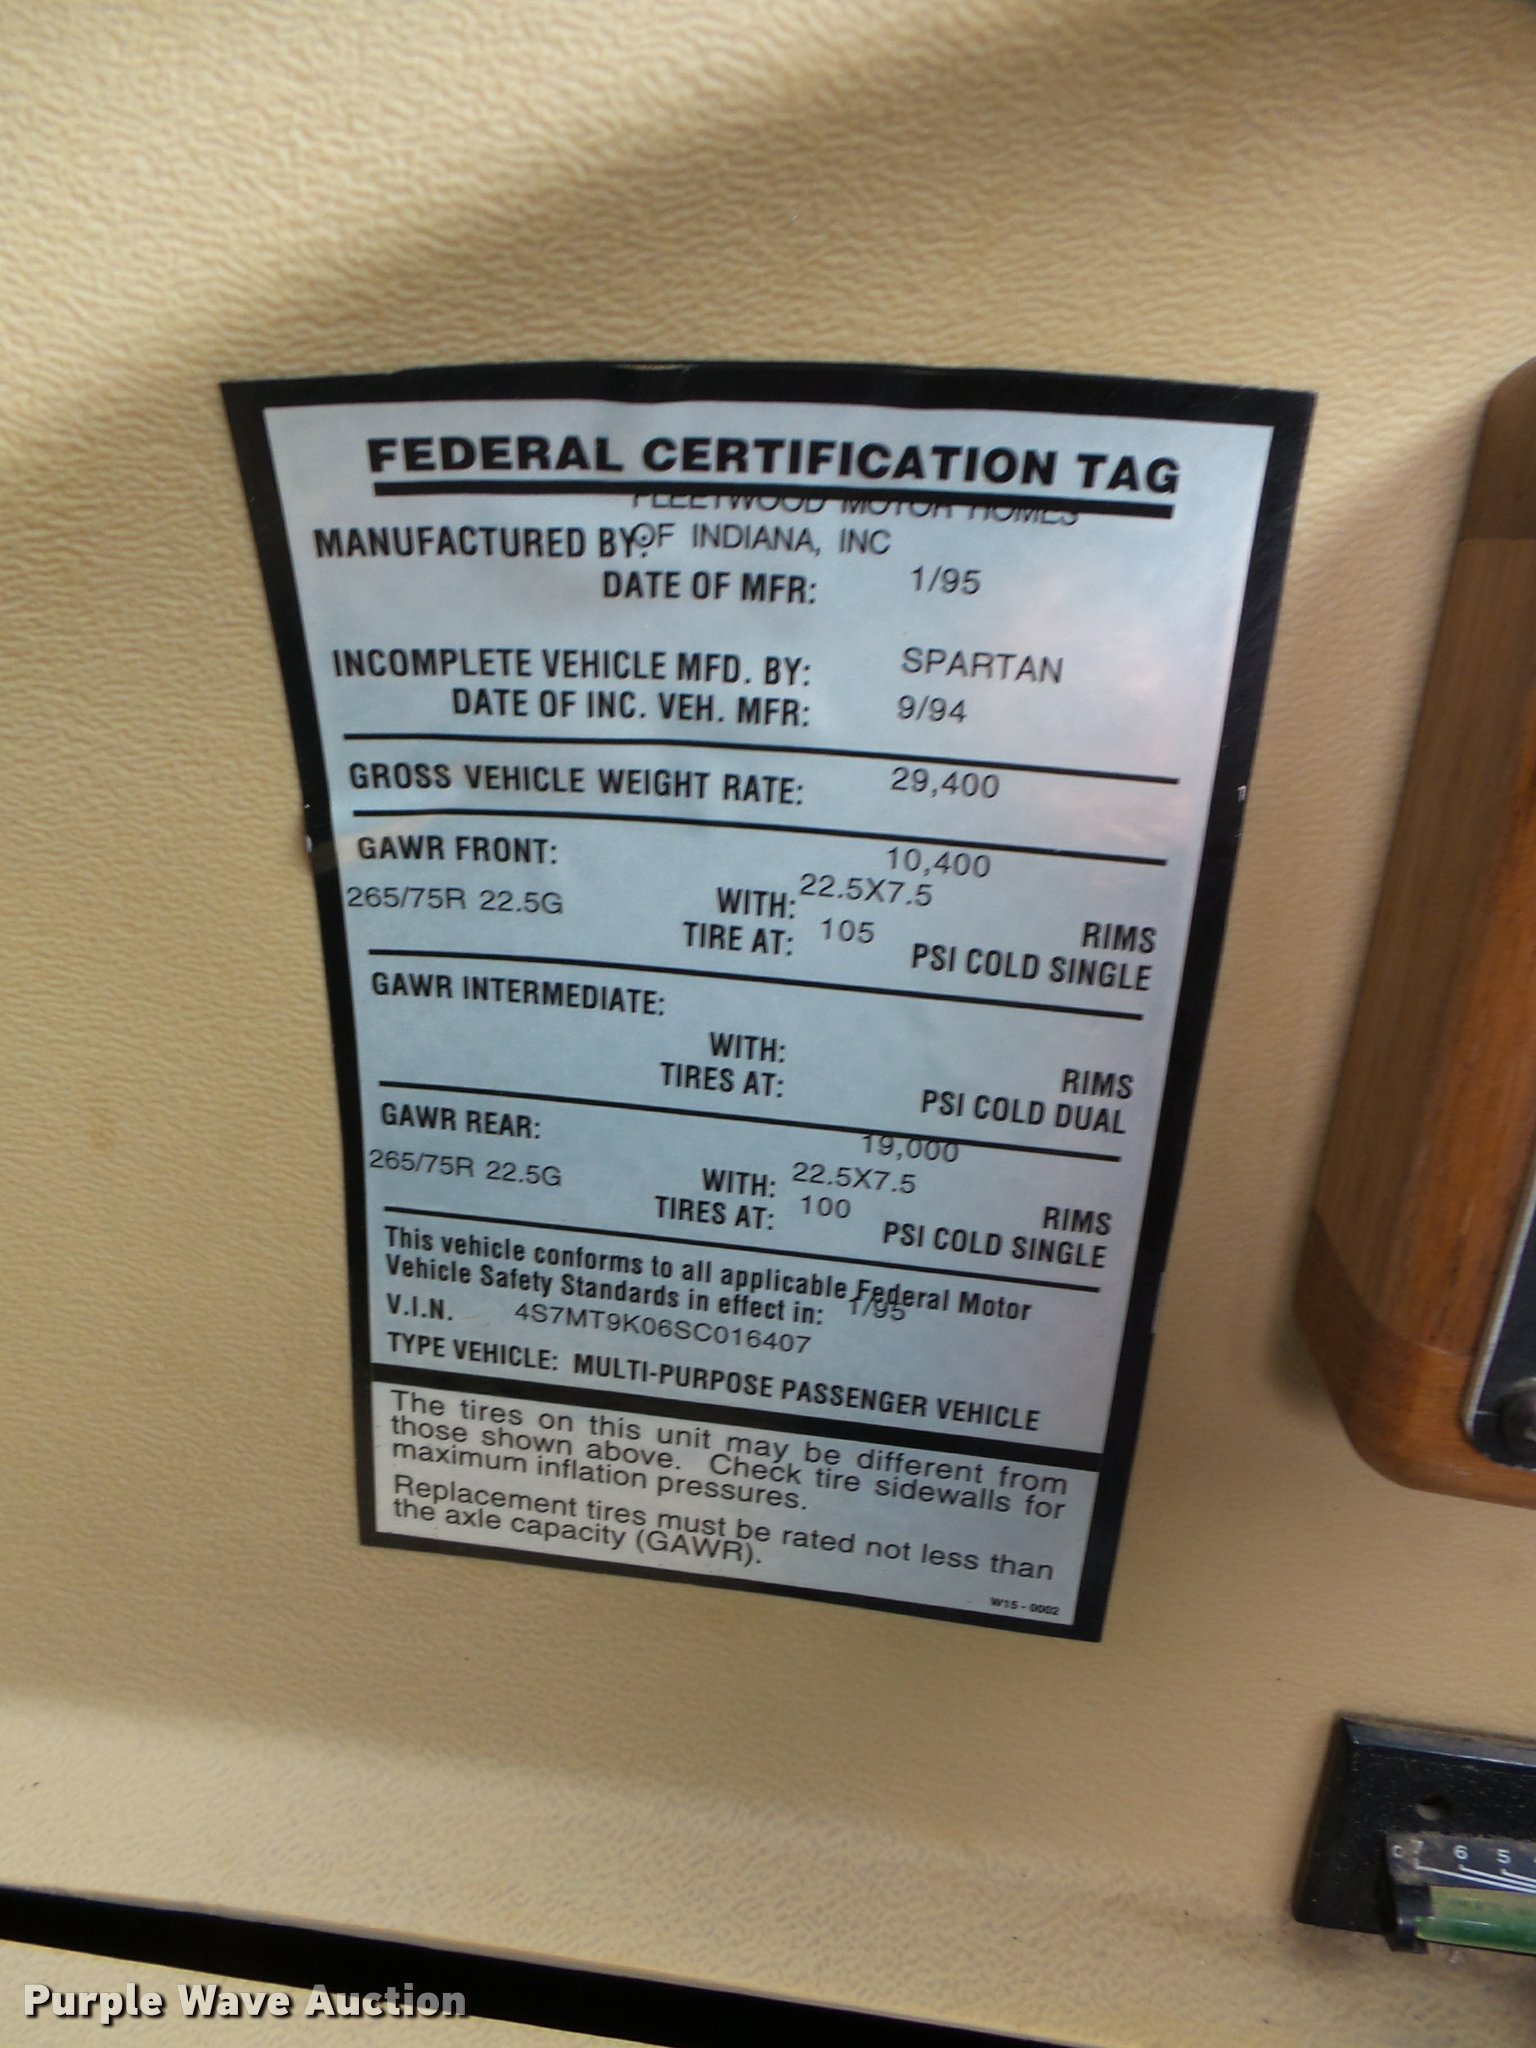 FEDERAL CERTIFICATION TAG
FLEETWOOD MOTOR HOMES
MANUFACTURED BY: OF INDIANA, INC
DATE OF MFR: 1/95
INCOMPLETE VEHICLE MFD. BY: SPARTAN
DATE OF INC. VEH. MFR: 9/94
GROSS VEHICLE WEIGHT RATE: 29,400
GAWR FRONT: 10,400
265/75R 22.5G WITH: 22.5X7.5 RIMS
TIRE AT: 105 PSI COLD SINGLE
GAWR INTERMEDIATE:
WITH: RIMS
TIRES AT: PSI COLD DUAL
GAWR REAR: 19,000
265/75R 22.5G WITH: 22.5X7.5 RIMS
TIRES AT: 100 PSI COLD SINGLE
This vehicle conforms to all applicable Federal Motor
Vehicle Safety Standards in effect in: 1/95
V.I.N. 4S7MT9K06SC016407
TYPE VEHICLE: MULTI-PURPOSE PASSENGER VEHICLE
The tires on this unit may be different from
those shown above. Check tire sidewalls for
maximum inflation pressures.
Replacement tires must be rated not less than
the axle capacity (GAWR).
W15-0002
7 6 5
Purple Wave Auction